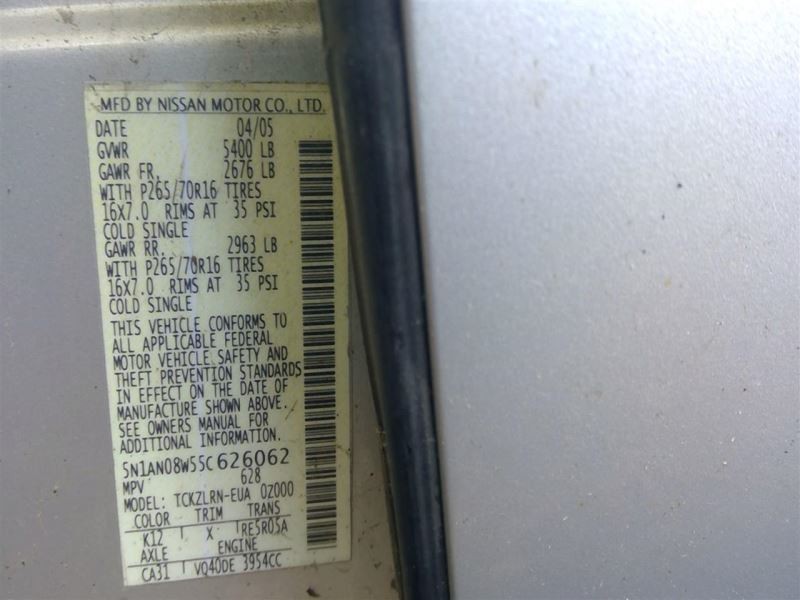 MFD BY NISSAN MOTOR CO., LTD.
DATE 04/05
GVWR 5400 LB
GAWR FR. 2676 LB
WITH P265/70R16 TIRES
16X7.0 RIMS AT 35 PSI
COLD SINGLE
GAWR RR. 2963 LB
WITH P265/70R16 TIRES
16X7.0 RIMS AT 35 PSI
COLD SINGLE
THIS VEHICLE CONFORMS TO
ALL APPLICABLE FEDERAL
MOTOR VEHICLE SAFETY AND
THEFT PREVENTION STANDARDS
IN EFFECT ON THE DATE OF
MANUFACTURE SHOWN ABOVE.
SEE OWNERS MANUAL FOR
ADDITIONAL INFORMATION.
5N1AN08W55C626062
MPV 628
MODEL: TCKZLRN-EUA 0Z000
COLOR TRIM TRANS
K12 X RE5R05A
AXLE ENGINE
CA31 VQ40DE 3954CC